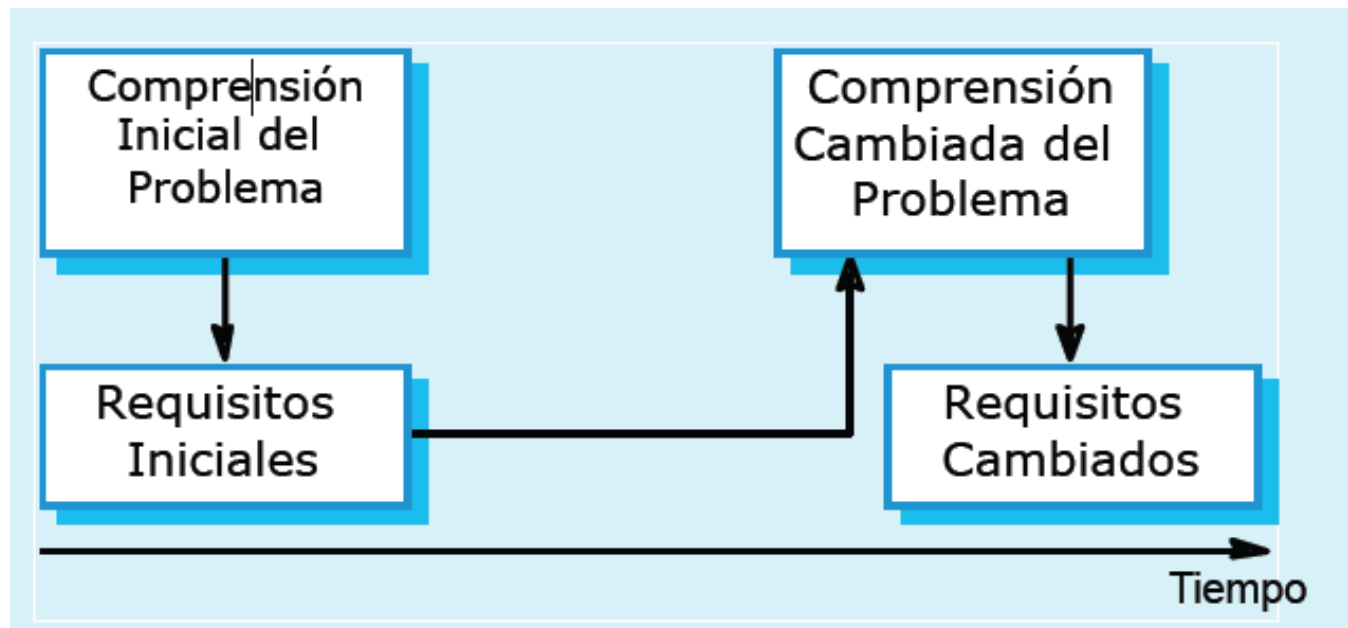 Comprensión
Inicial del
Problema
Requisitos
Iniciales
Comprensión
Cambiada del
Problema
Requisitos
Cambiados
Tiempo